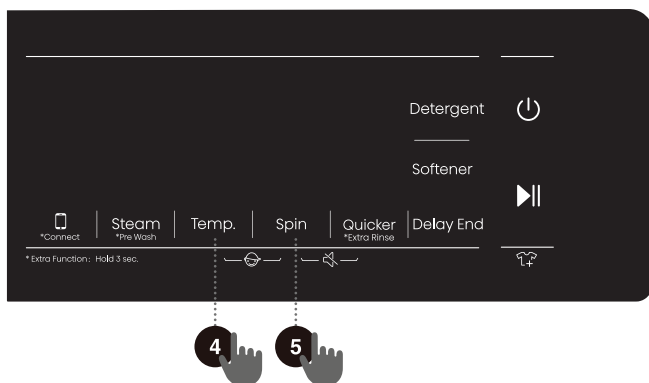 Detergent
Softener
*Connect
Steam
*Pre Wash
Temp.
Spin
Quicker
*Extra Rinse
Delay End
* Extra Function: Hold 3 sec.
4
5